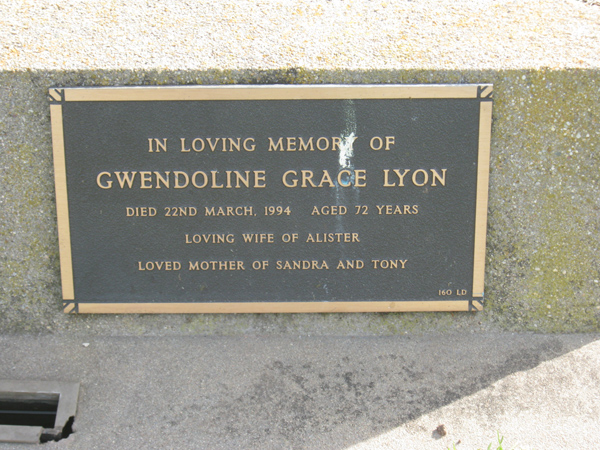 IN LOVING MEMORY OF
GWENDOLINE GRACE LYON
DIED 22ND MARCH, 1994 AGED 72 YEARS
LOVING WIFE OF ALISTER
LOVED MOTHER OF SANDRA AND TONY
160 LD